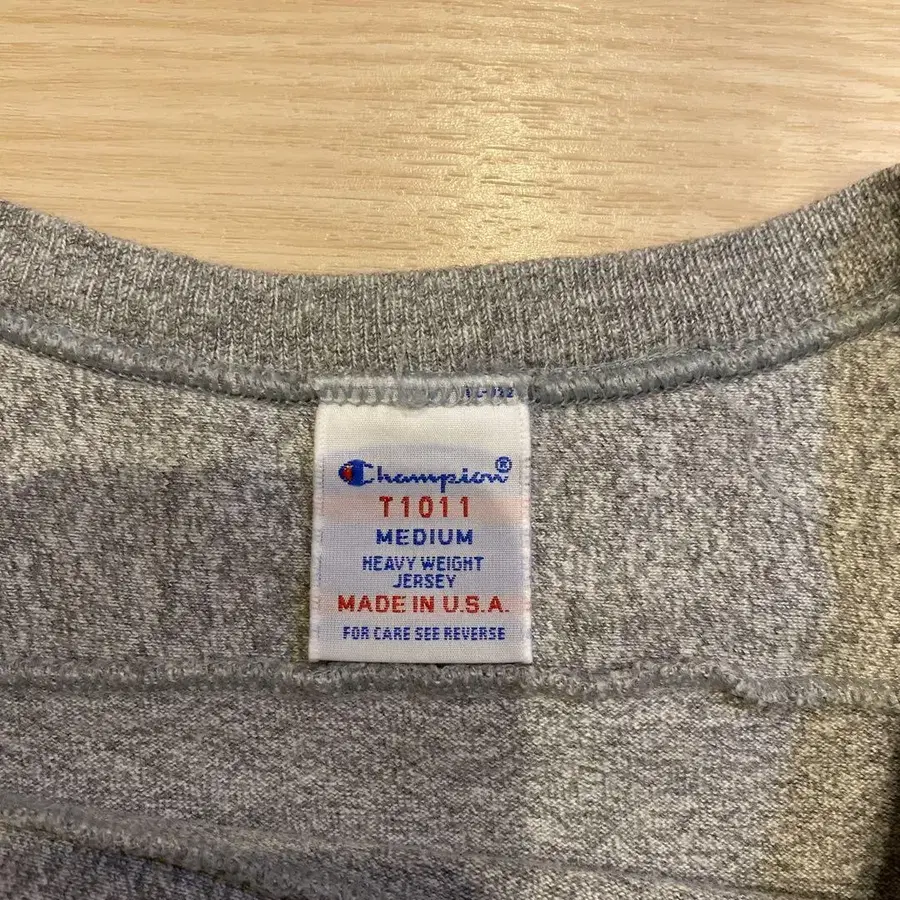 Champion®
T1011
MEDIUM
HEAVY WEIGHT
JERSEY
MADE IN U.S.A.
FOR CARE SEE REVERSE